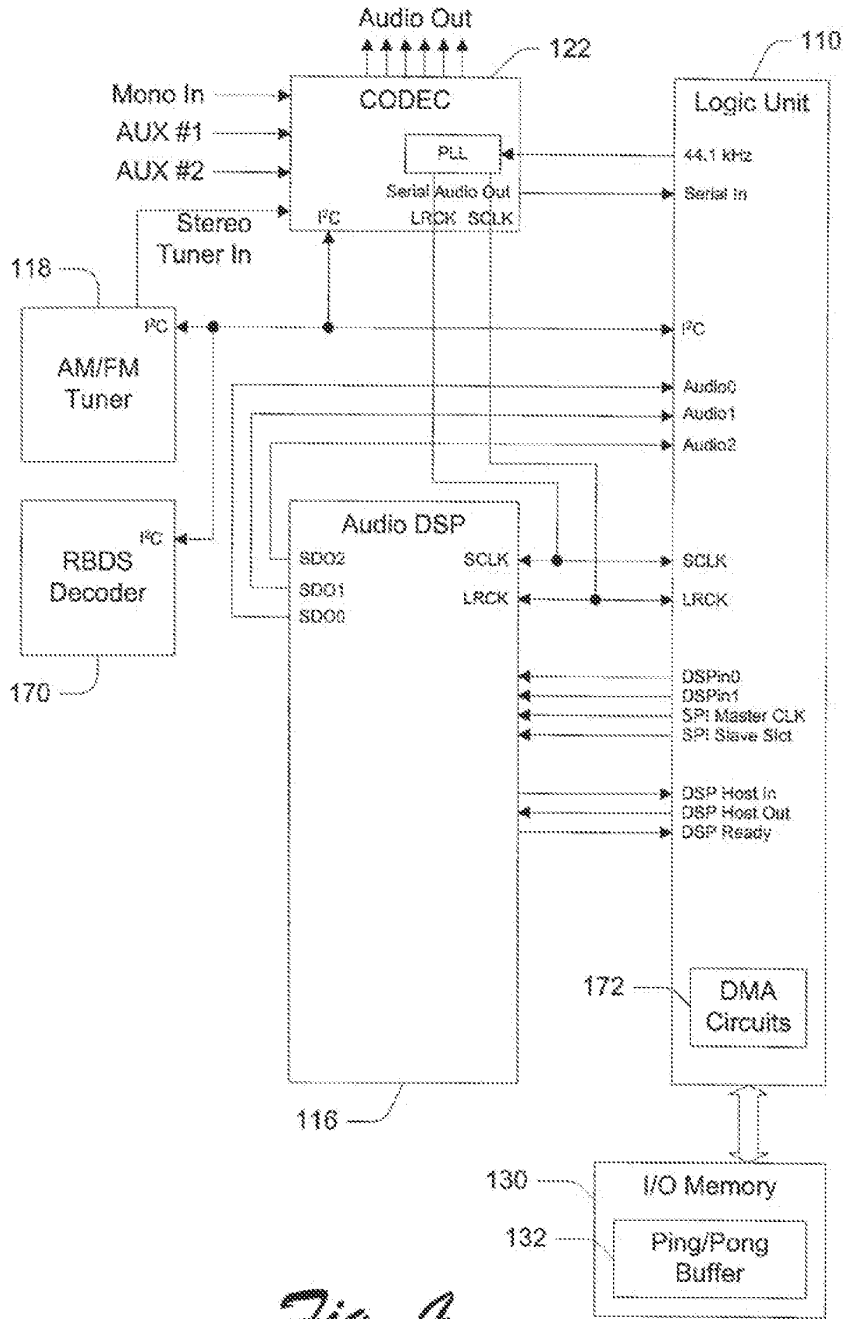 Audio Out
122
110
CODEC
Logic Unit
Mono In
AUX #1
AUX #2
PLL
44.1 kHz
Serial Audio Out
Serial In
I²C
LRCK
SCLK
Stereo
Tuner In
118
I²C
I²C
AM/FM
Tuner
Audio0
Audio1
Audio2
I²C
RBDS
Decoder
170
Audio DSP
SDO2
SDO1
SDO0
SCLK
LRCK
SCLK
LRCK
DSPin0
DSPin1
SPI Master CLK
SPI Slave Slct
DSP Host In
DSP Host Out
DSP Ready
172
DMA
Circuits
116
130
I/O Memory
132
Ping/Pong
Buffer
Fig. 4